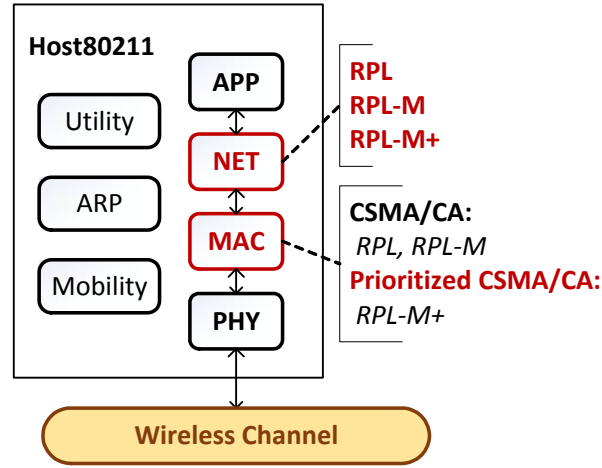 Host80211
APP
Utility
NET
ARP
MAC
Mobility
PHY
RPL
RPL-M
RPL-M+
CSMA/CA:
RPL, RPL-M
Prioritized CSMA/CA:
RPL-M+
Wireless Channel